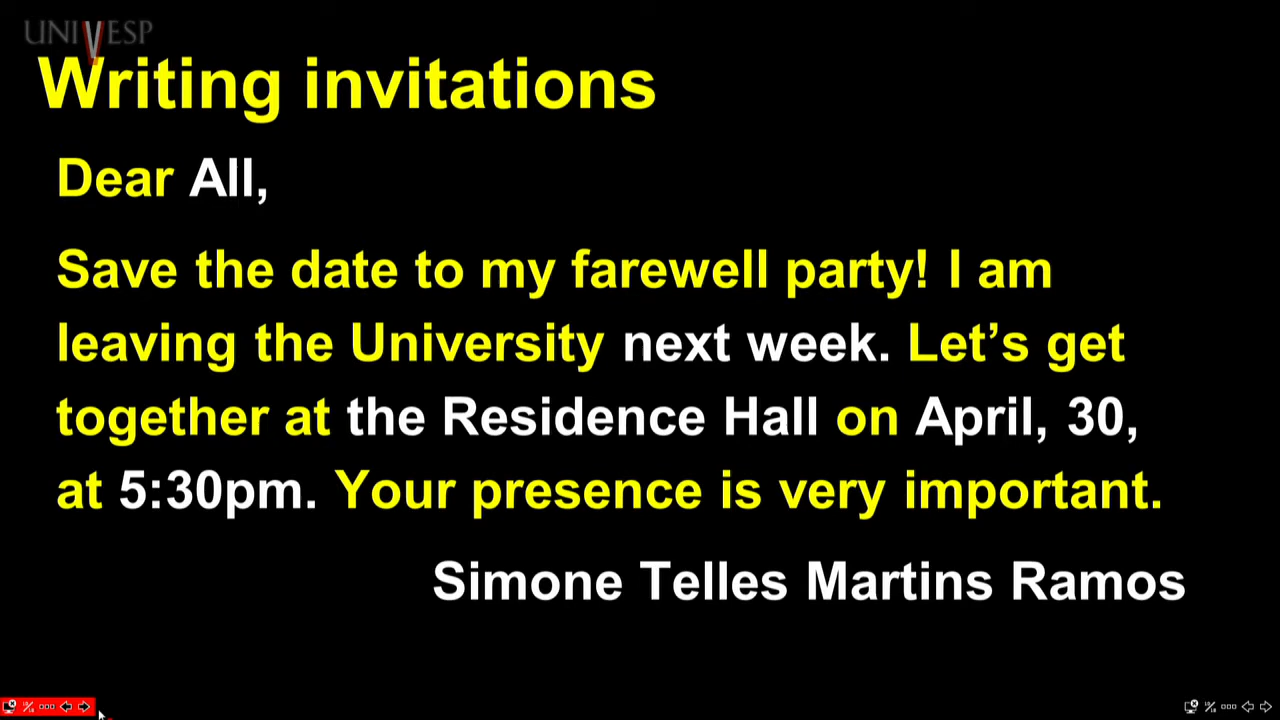 UNIVESP
Writing invitations
Dear All,
Save the date to my farewell party! I am
leaving the University next week. Let’s get
together at the Residence Hall on April, 30,
at 5:30pm. Your presence is very important.
Simone Telles Martins Ramos